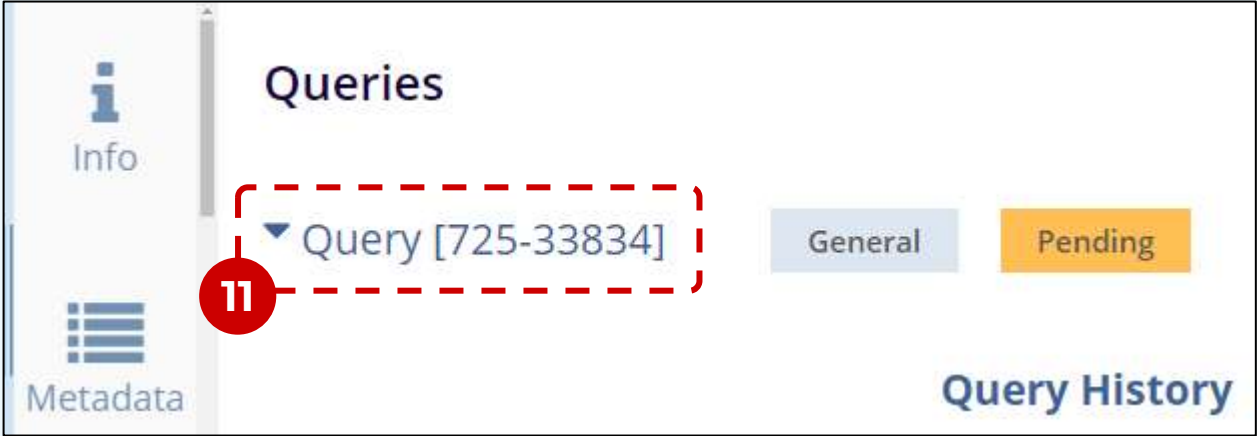 Info
Metadata
Queries
Query [725-33834]
General
Pending
11
Query History